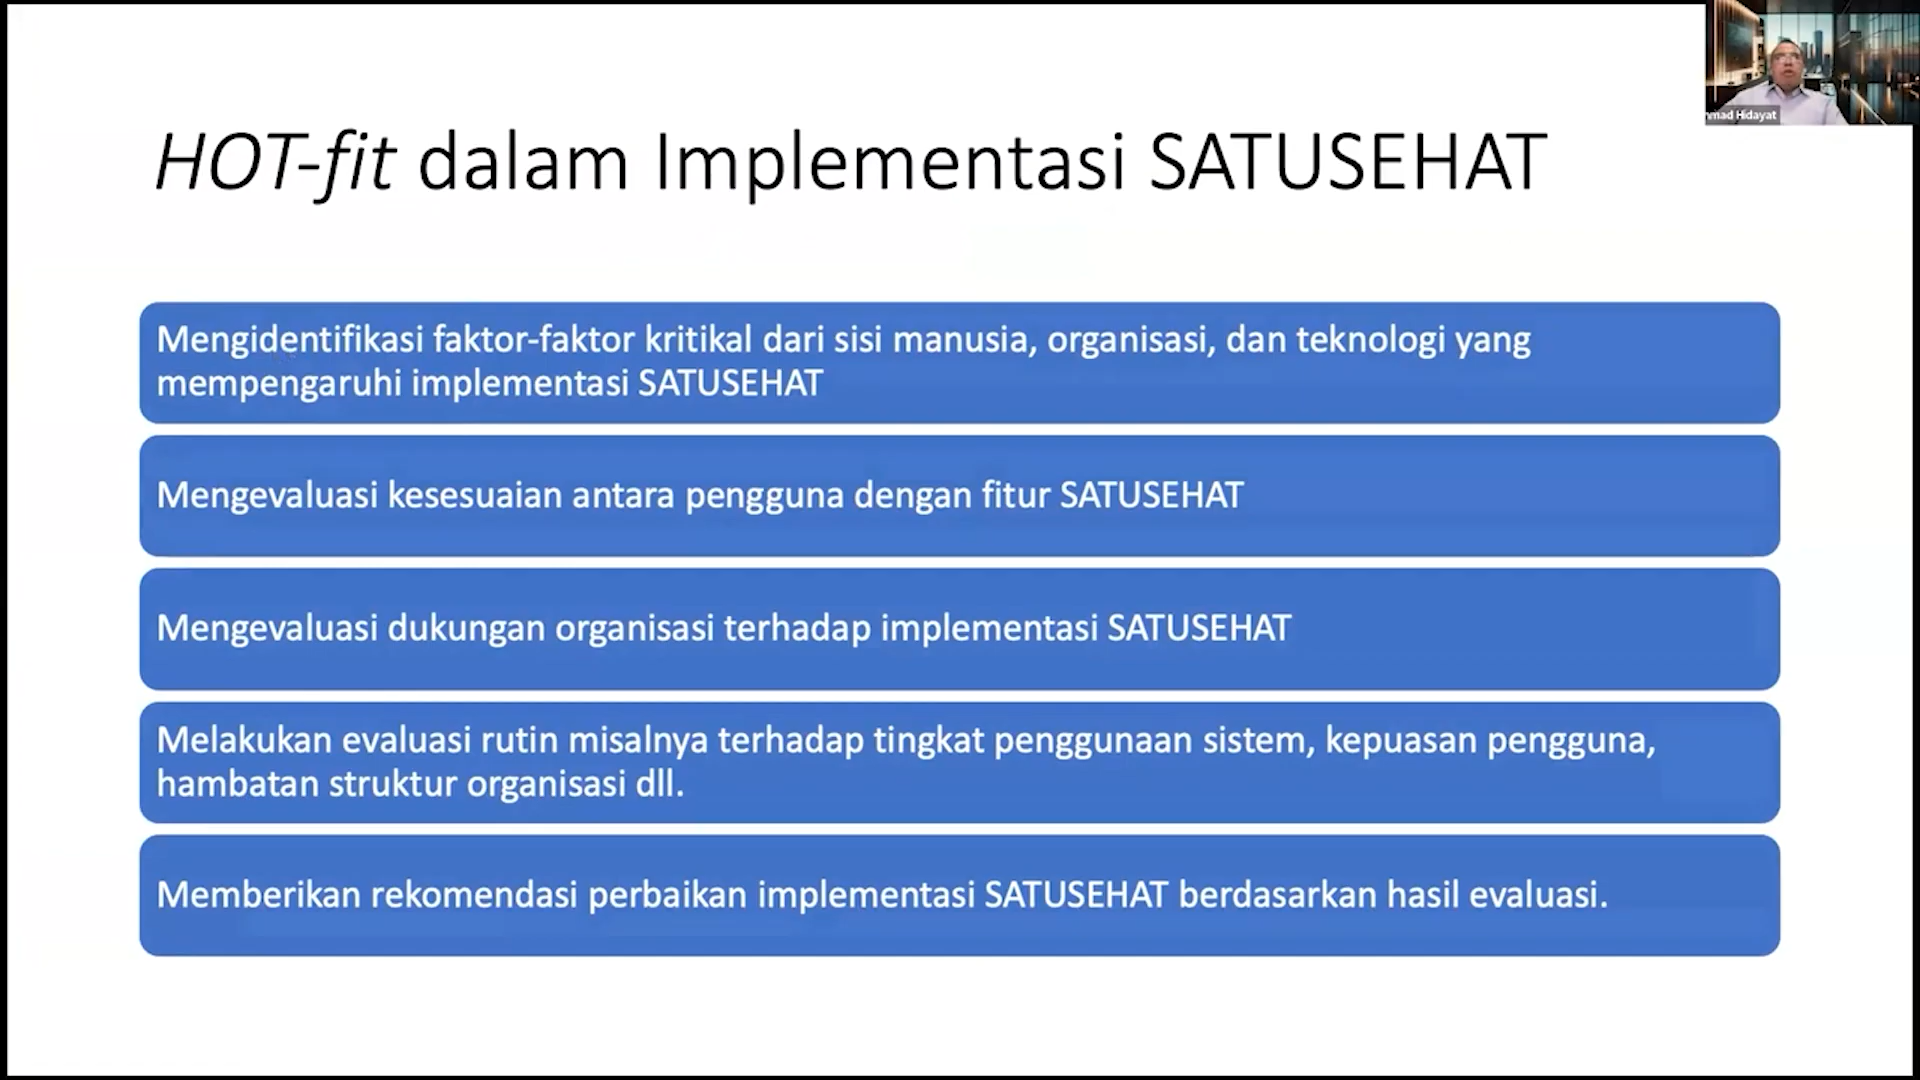 HOT-fit dalam Implementasi SATUSEHAT
Mengidentifikasi faktor-faktor kritikal dari sisi manusia, organisasi, dan teknologi yang
mempengaruhi implementasi SATUSEHAT
Mengevaluasi kesesuaian antara pengguna dengan fitur SATUSEHAT
Mengevaluasi dukungan organisasi terhadap implementasi SATUSEHAT
Melakukan evaluasi rutin misalnya terhadap tingkat penggunaan sistem, kepuasan pengguna,
hambatan struktur organisasi dll.
Memberikan rekomendasi perbaikan implementasi SATUSEHAT berdasarkan hasil evaluasi.
Hidayat